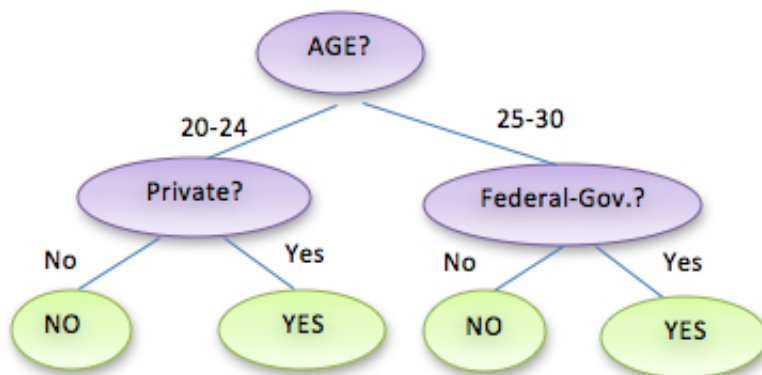 AGE?
20-24
25-30
Private?
Federal-Gov.?
No
Yes
No
Yes
NO
YES
NO
YES